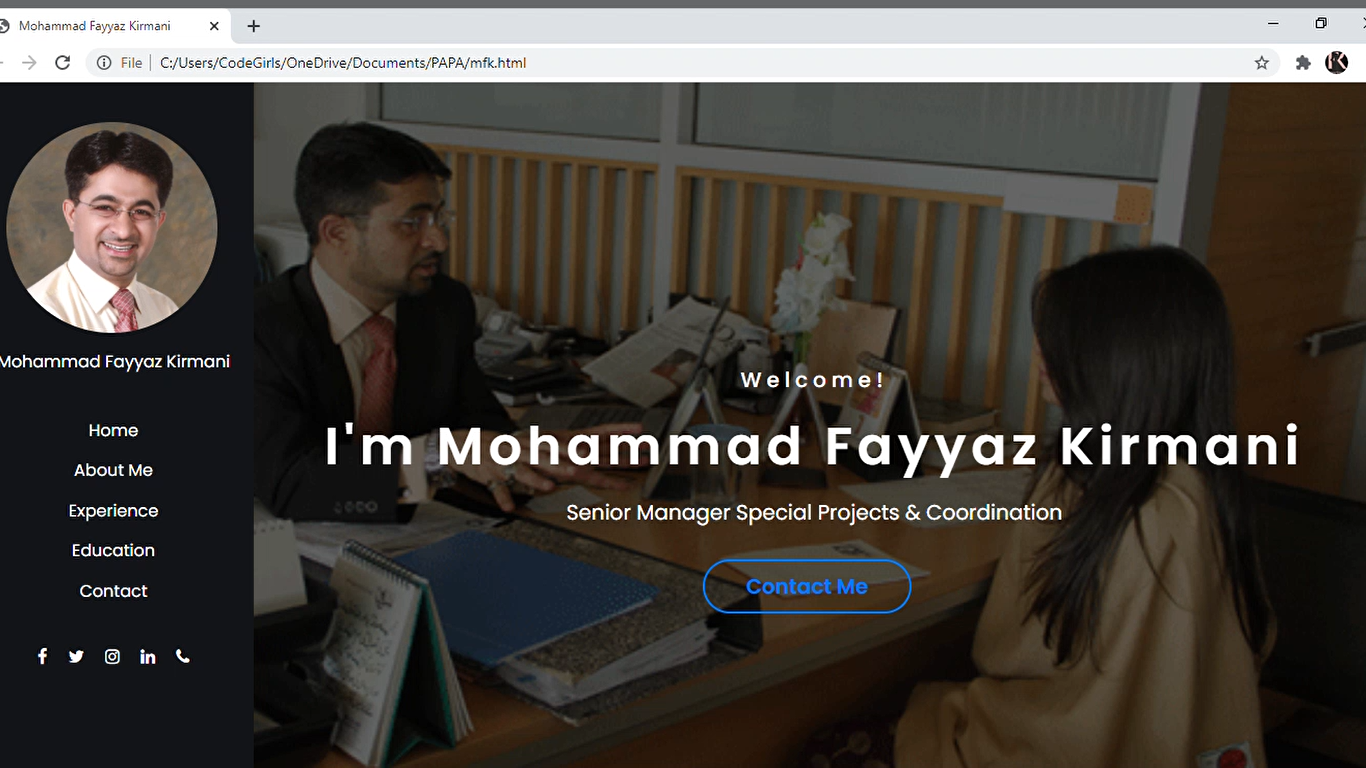 Mohammad Fayyaz Kirmani
File
C:/Users/CodeGirls/OneDrive/Documents/PAPA/mfk.html
Mohammad Fayyaz Kirmani
Home
About Me
Experience
Education
Contact
Welcome!
I'm Mohammad Fayyaz Kirmani
Senior Manager Special Projects & Coordination
Contact Me